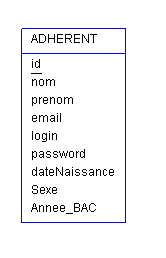 ADHERENT
id
nom
prenom
email
login
password
dateNaissance
Sexe
Annee_BAC